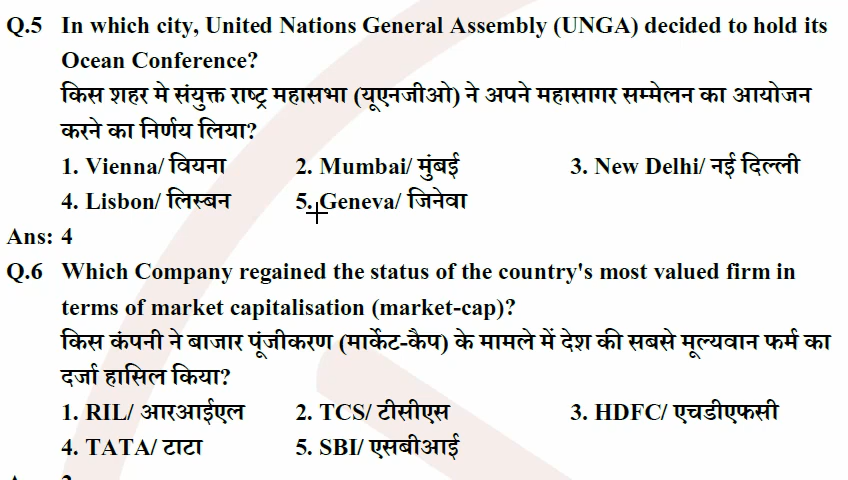 Q.5 In which city, United Nations General Assembly (UNGA) decided to hold its
Ocean Conference?
किस शहर मे संयुक्त राष्ट्र महासभा (यूएनजीओ) ने अपने महासागर सम्मेलन का आयोजन
करने का निर्णय लिया?
1. Vienna/ वियना 2. Mumbai/ मुंबई 3. New Delhi/ नई दिल्ली
4. Lisbon/ लिस्बन 5. Geneva/ जिनेवा
Ans: 4
Q.6 Which Company regained the status of the country's most valued firm in
terms of market capitalisation (market-cap)?
किस कंपनी ने बाजार पूंजीकरण (मार्केट-कैप) के मामले में देश की सबसे मूल्यवान फर्म का
दर्जा हासिल किया?
1. RIL/ आरआईएल 2. TCS/ टीसीएस 3. HDFC/ एचडीएफसी
4. TATA/ टाटा 5. SBI/ एसबीआई